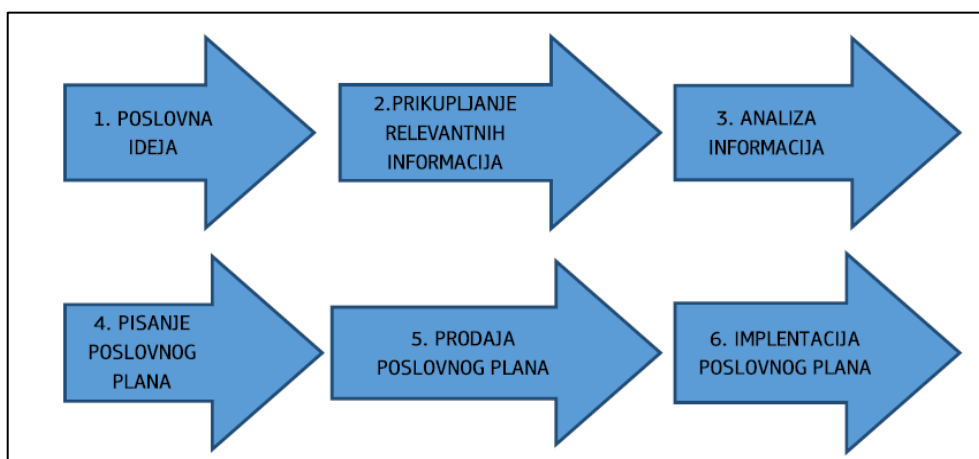 1. POSLOVNA
IDEJA
2.PRIKUPLJANJE
RELEVANTNIH
INFORMACIJA
3. ANALIZA
INFORMACIJA
4. PISANJE
POSLOVNOG
PLANA
5. PRODAJA
POSLOVNOG PLANA
6. IMPLENTACIJA
POSLOVNOG PLANA